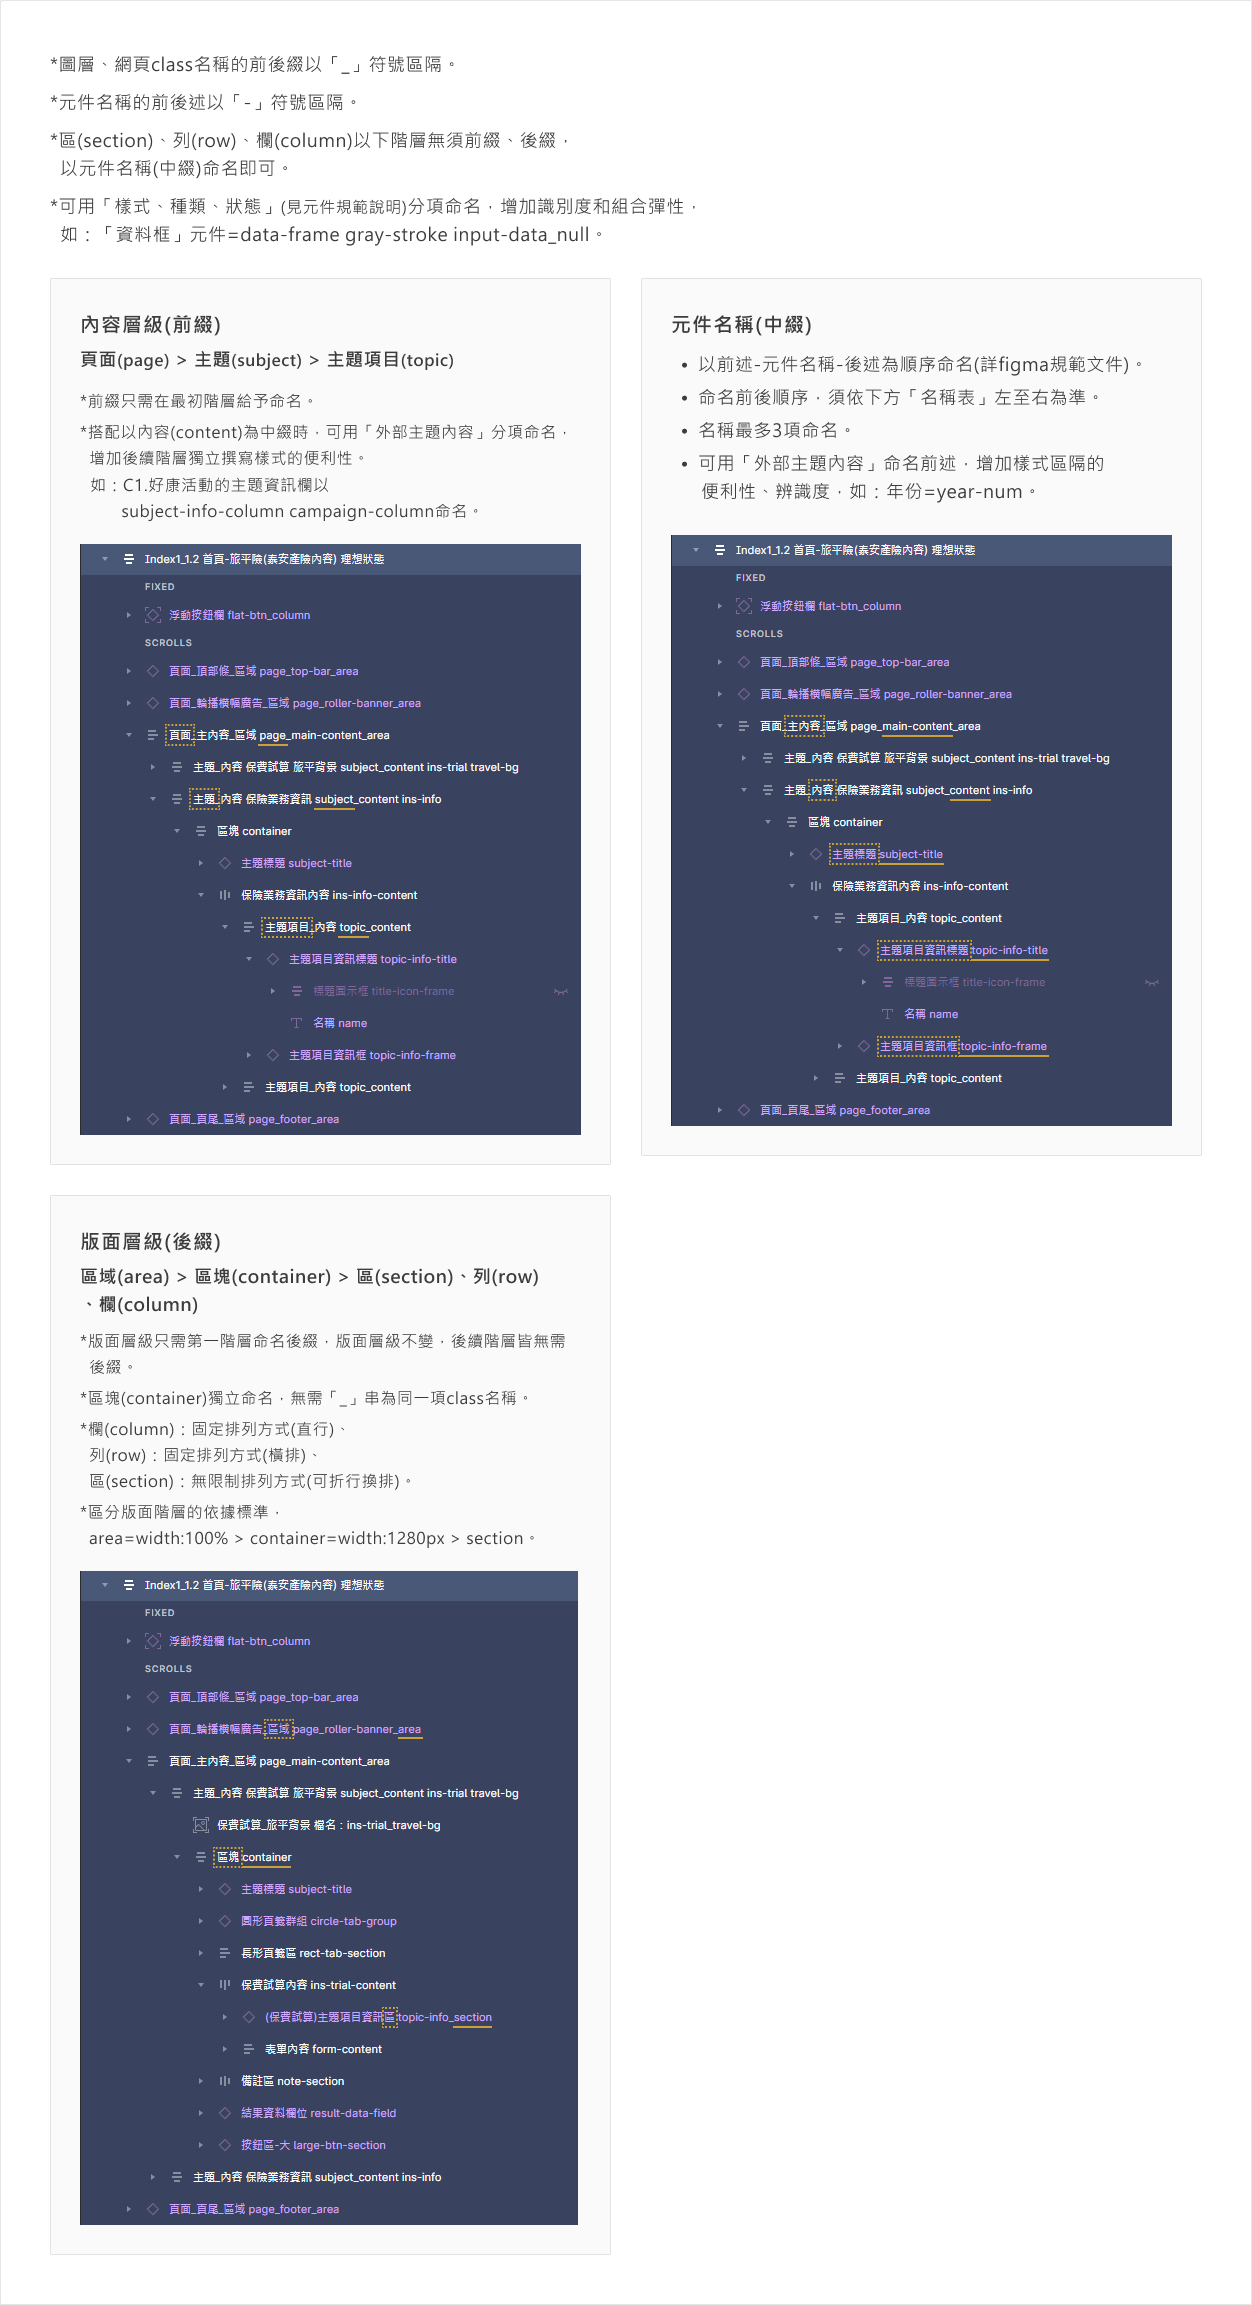 *圖層、網頁class名稱的前後綴以「_」符號區隔。
*元件名稱的前後述以「-」符號區隔。
*區(section)、列(row)、欄(column)以下階層無須前綴、後綴，
以元件名稱(中綴)命名即可。
*可用「樣式、種類、狀態」(見元件規範說明)分項命名，增加識別度和組合彈性，
如：「資料框」元件=data-frame gray-stroke input-data_null。
內容層級(前綴)
頁面(page) > 主題(subject) > 主題項目(topic)
*前綴只需在最初階層給予命名。
*搭配以內容(content)為中綴時，可用「外部主題內容」分項命名，
增加後續階層獨立撰寫樣式的便利性。
如：C1.好康活動的主題資訊欄以
subject-info-column campaign-column命名。
Index1_1.2 首頁-旅平險(泰安產險內容) 理想狀態
FIXED
浮動按鈕欄 flat-btn_column
SCROLLS
頁面_頂部條_區域 page_top-bar_area
頁面_輪播橫幅廣告_區域 page_roller-banner_area
頁面_主內容_區域 page_main-content_area
主題_內容 保費試算 旅平背景 subject_content ins-trial travel-bg
主題_內容 保險業務資訊 subject_content ins-info
區塊 container
主題標題 subject-title
保險業務資訊內容 ins-info-content
主題項目_內容 topic_content
主題項目資訊標題 topic-info-title
標題圖示框 title-icon-frame
名稱 name
主題項目資訊框 topic-info-frame
主題項目_內容 topic_content
頁面_頁尾_區域 page_footer_area
元件名稱(中綴)
• 以前述-元件名稱-後述為順序命名(詳figma規範文件)。
• 命名前後順序，須依下方「名稱表」左至右為準。
• 名稱最多3項命名。
• 可用「外部主題內容」命名前述，增加樣式區隔的
便利性、辨識度，如：年份=year-num。
Index1_1.2 首頁-旅平險(泰安產險內容) 理想狀態
FIXED
浮動按鈕欄 flat-btn_column
SCROLLS
頁面_頂部條_區域 page_top-bar_area
頁面_輪播橫幅廣告_區域 page_roller-banner_area
頁面_主內容_區域 page_main-content_area
主題_內容 保費試算 旅平背景 subject_content ins-trial travel-bg
主題_內容 保險業務資訊 subject_content ins-info
區塊 container
主題標題 subject-title
保險業務資訊內容 ins-info-content
主題項目_內容 topic_content
主題項目資訊標題 topic-info-title
標題圖示框 title-icon-frame
名稱 name
主題項目資訊框 topic-info-frame
主題項目_內容 topic_content
頁面_頁尾_區域 page_footer_area
版面層級(後綴)
區域(area) > 區塊(container) > 區(section)、列(row)
、欄(column)
*版面層級只需第一階層命名後綴，版面層級不變，後續階層皆無需
後綴。
*區塊(container)獨立命名，無需「_」串為同一項class名稱。
*欄(column)：固定排列方式(直行)、
列(row)：固定排列方式(橫排)、
區(section)：無限制排列方式(可折行換排)。
*區分版面階層的依據標準，
area=width:100% > container=width:1280px > section。
Index1_1.2 首頁-旅平險(泰安產險內容) 理想狀態
FIXED
浮動按鈕欄 flat-btn_column
SCROLLS
頁面_頂部條_區域 page_top-bar_area
頁面_輪播橫幅廣告_區域 page_roller-banner_area
頁面_主內容_區域 page_main-content_area
主題_內容 保費試算 旅平背景 subject_content ins-trial travel-bg
保費試算_旅平背景 檔名：ins-trial_travel-bg
區塊 container
主題標題 subject-title
圓形頁籤群組 circle-tab-group
長形頁籤區 rect-tab-section
保費試算內容 ins-trial-content
(保費試算)主題項目資訊區 topic-info_section
表單內容 form-content
備註區 note-section
結果資料欄位 result-data-field
按鈕區-大 large-btn-section
主題_內容 保險業務資訊 subject_content ins-info
頁面_頁尾_區域 page_footer_area